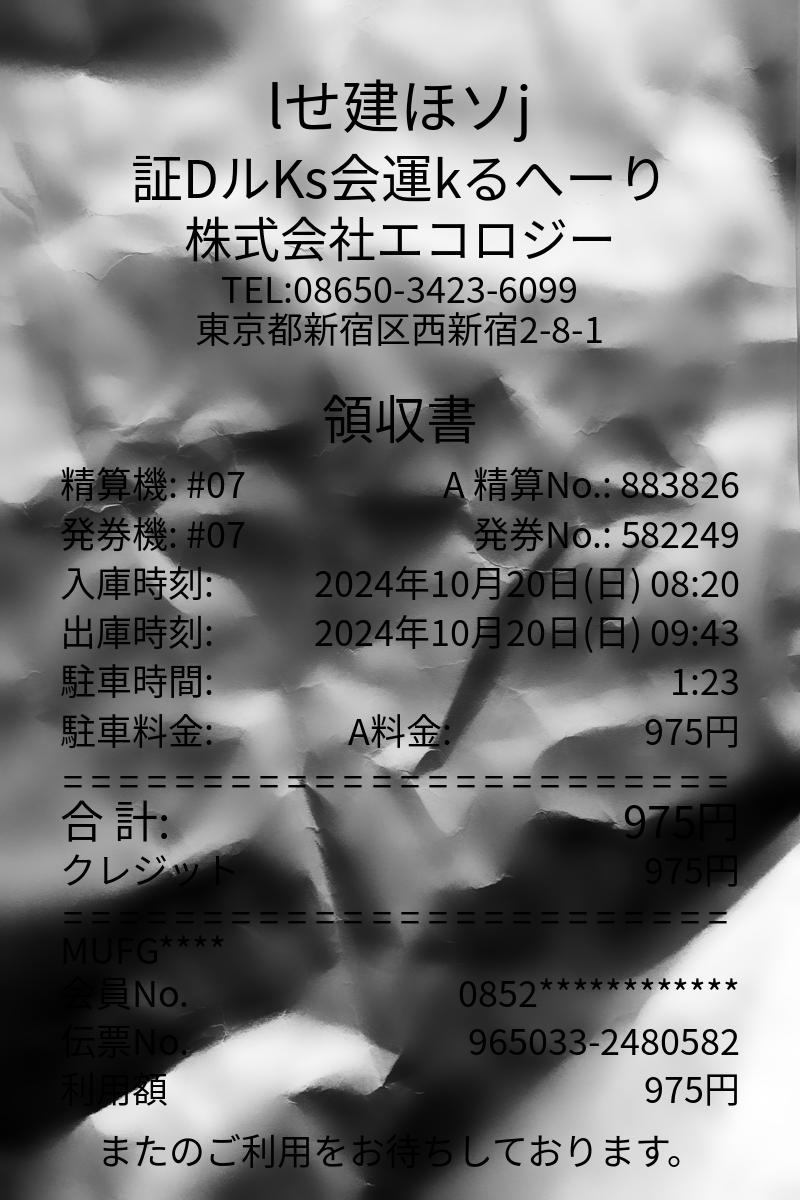 lせ建ほソj
証DルKs会運kるへーり
株式会社エコロジー
TEL:08650-3423-6099
東京都新宿区西新宿2-8-1
領収書
精算機: #07 A 精算No.: 883826
発券機: #07 発券No.: 582249
入庫時刻: 2024年10月20日(日) 08:20
出庫時刻: 2024年10月20日(日) 09:43
駐車時間: 1:23
駐車料金: A料金: 975円
========================
合 計: 975円
クレジット 975円
========================
MUFG****
会員No. 0852************
伝票No. 965033-2480582
利用額 975円
またのご利用をお待ちしております。